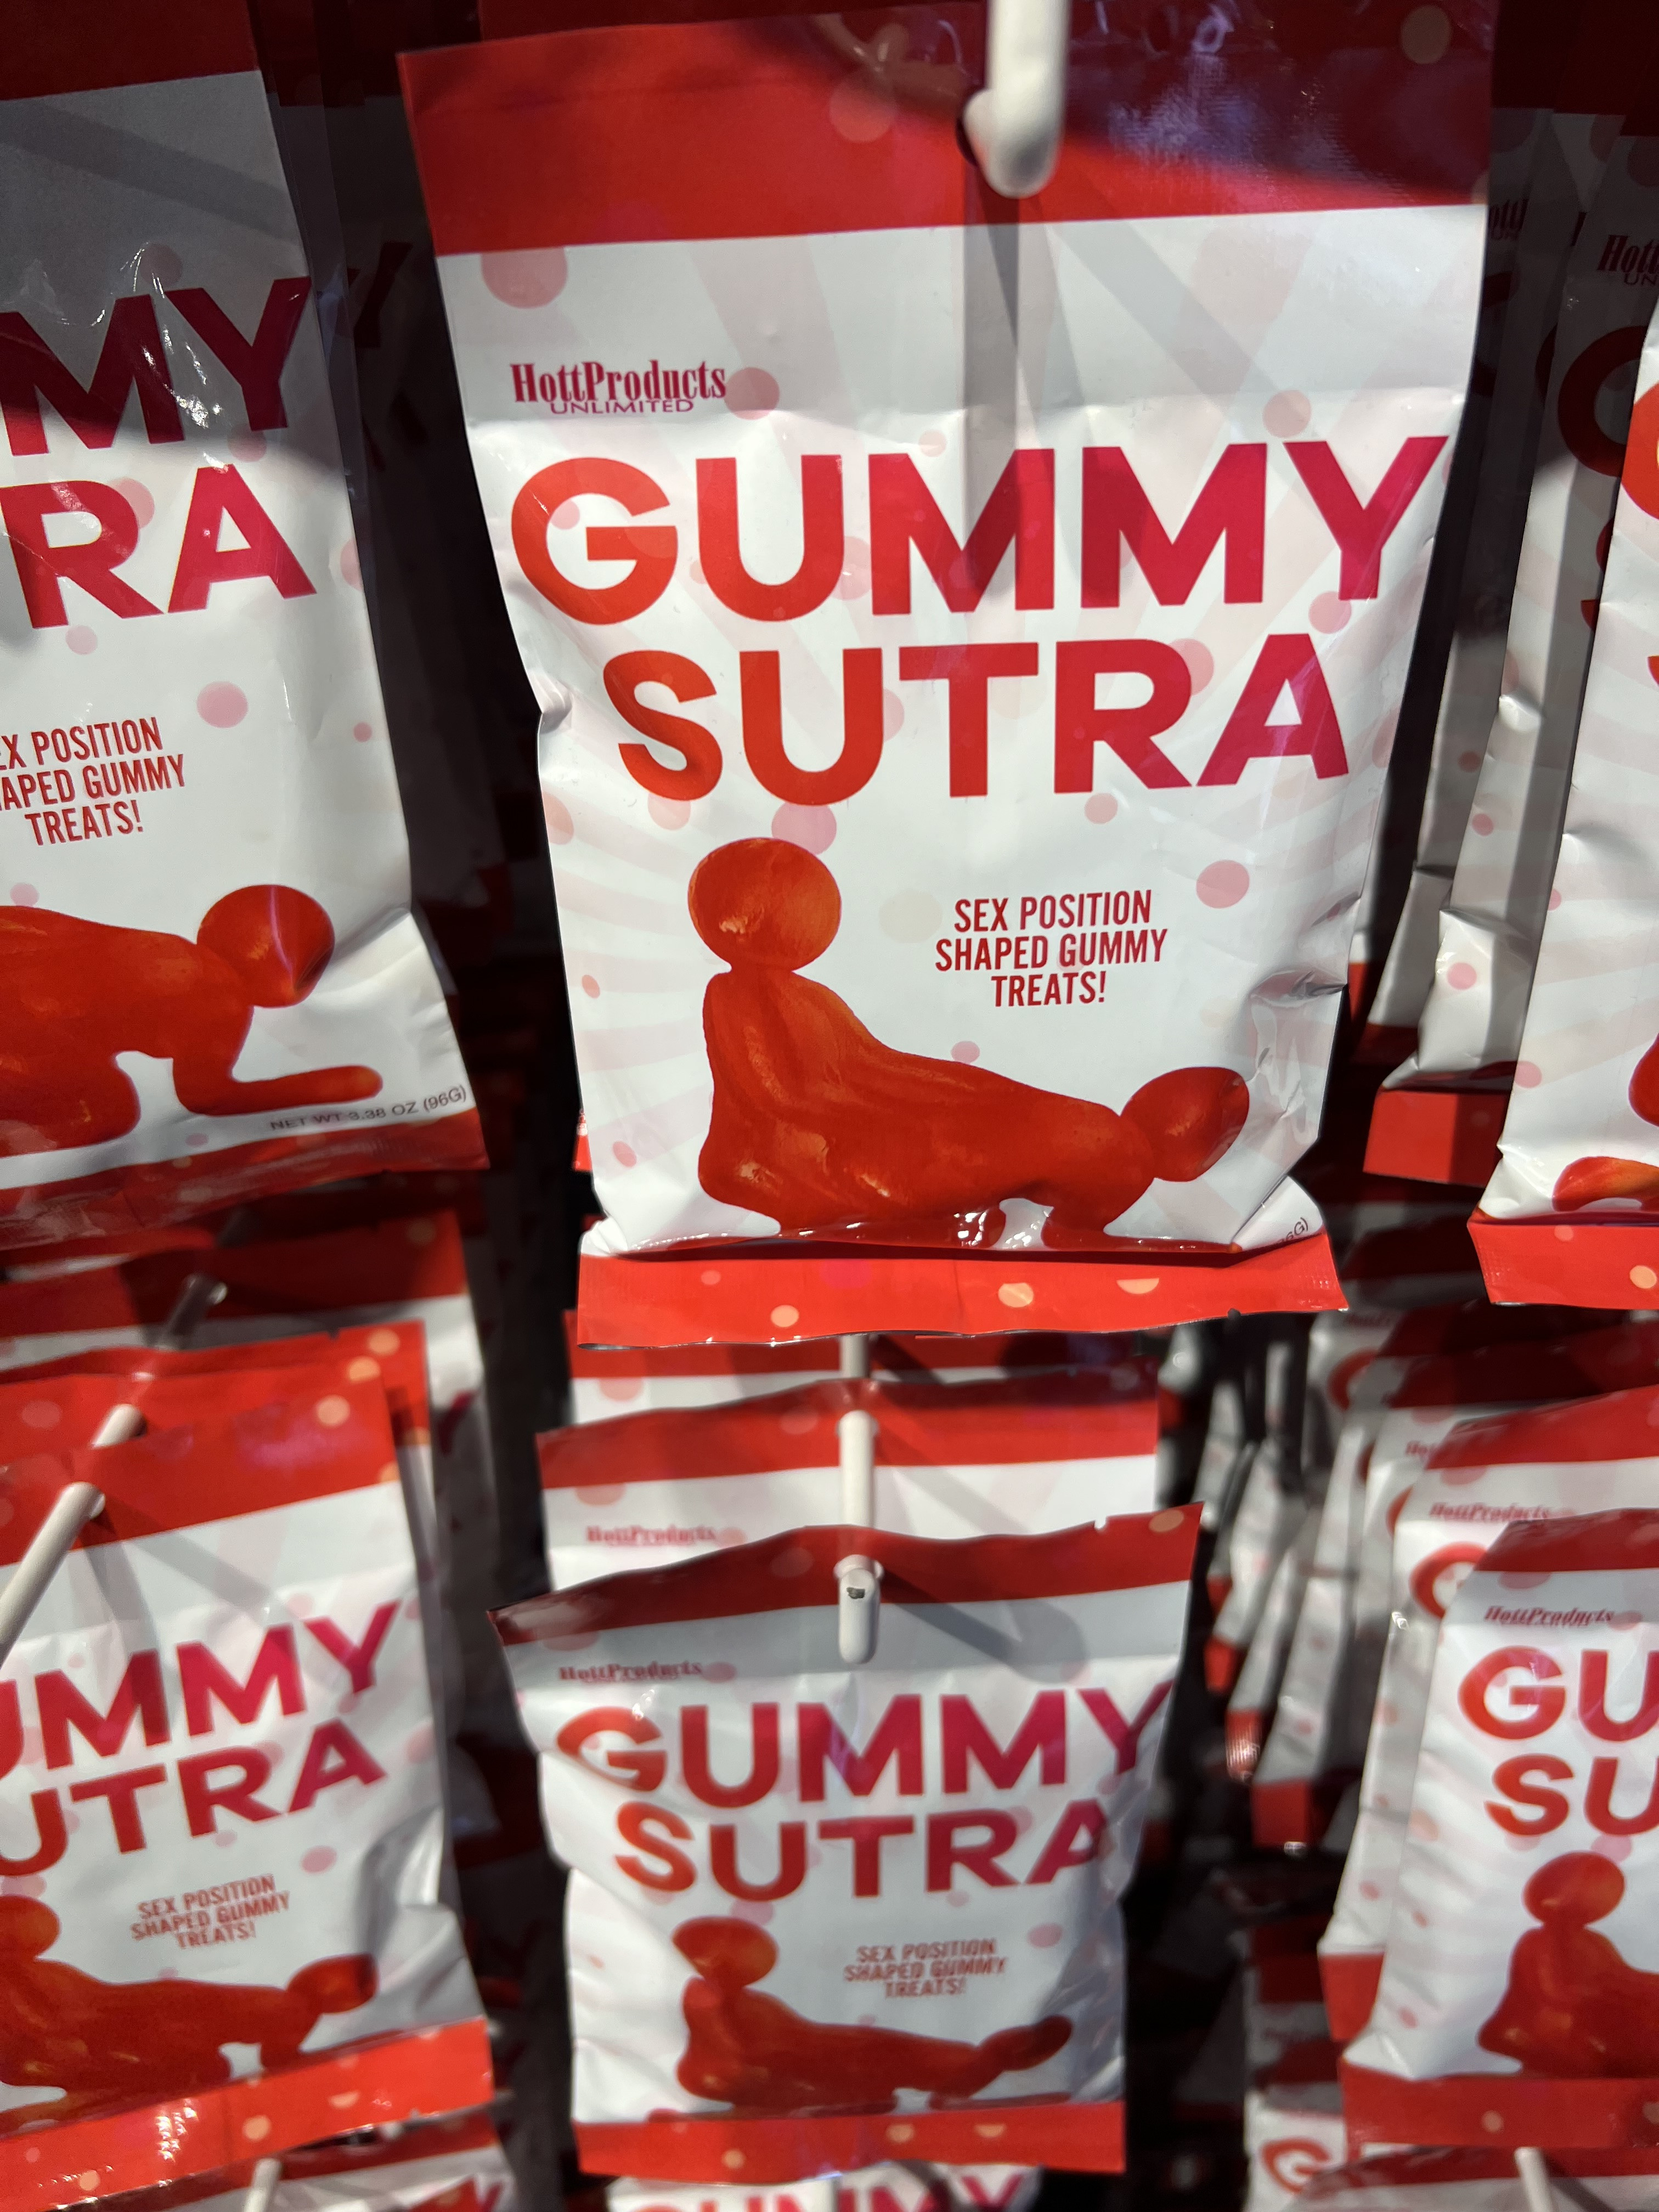 HottProducts
UNLIMITED
GUMMY
SUTRA
SEX POSITION
SHAPED GUMMY
TREATS!
MY
RA
POSITION
GUMMY
TREATS!
NET WT 3.38 OZ (96G)
HottProducts
HottProducts
GUMMY
SUTRA
SEX POSITION
SHAPED GUMMY
TREATS!
UMMY
UTRA
SEX POSITION
SHAPED GUMMY
TREATS!
HottProducts
HottProducts
GU
SU